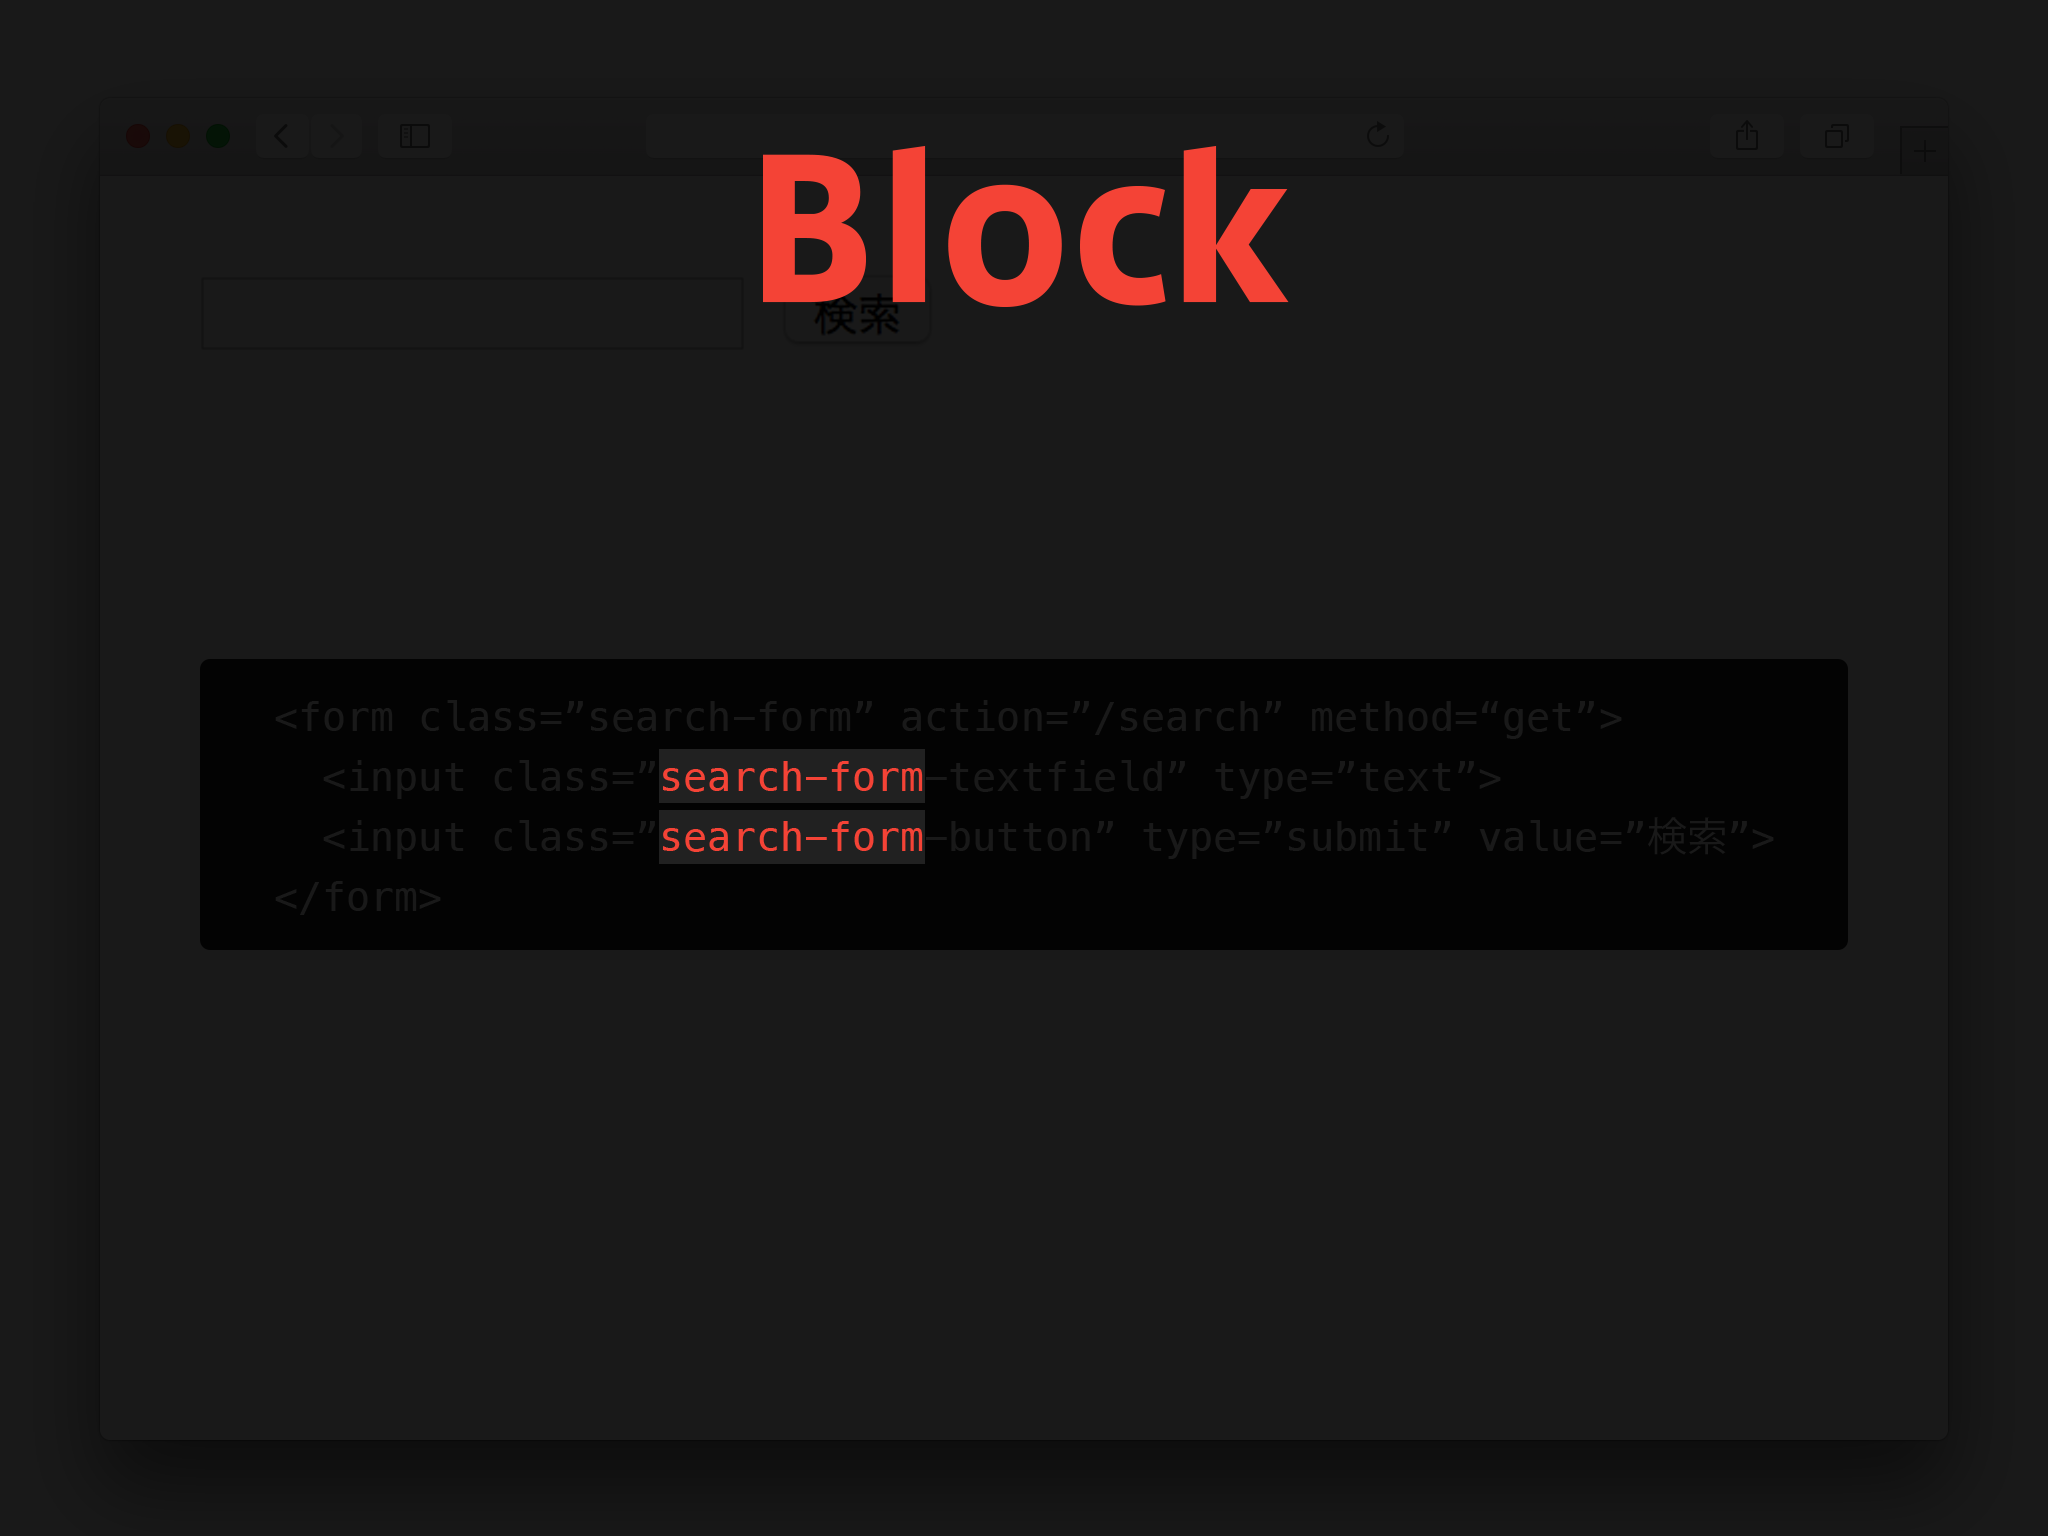 Block
検索
<form class=”search-form” action=”/search” method=“get”>
<input class=”search-form-textfield” type=”text”>
<input class=”search-form-button” type=”submit” value=”検索”>
</form>